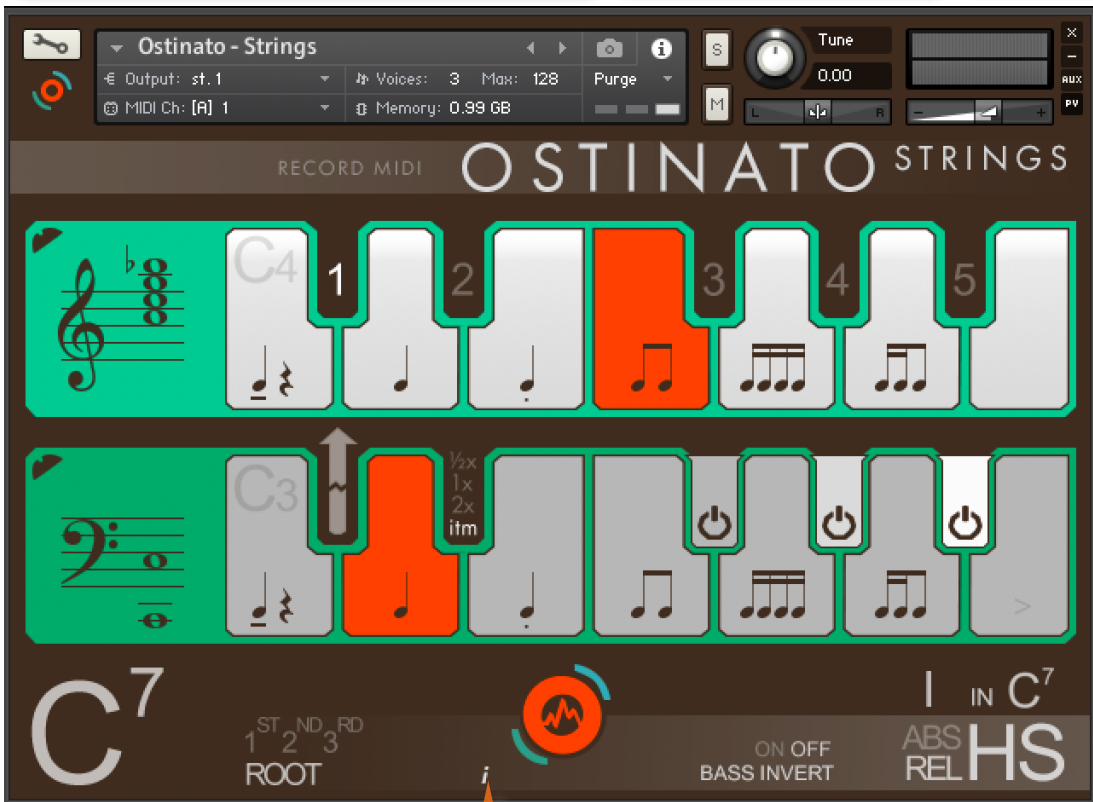 Ostinato - Strings
Output: st. 1
Voices: 3 Max: 128
Purge
MIDI Ch: [A] 1
Memory: 0.99 GB
S
M
Tune
0.00
L R
- +
×
–
AUX
PV
RECORD MIDI OSTINATO STRINGS
C4 1 2 3 4 5
C3
½x
1x
2x
itm
>
C7
1ST 2ND 3RD
ROOT
i
ON OFF
BASS INVERT
I IN C7
ABS
REL
HS